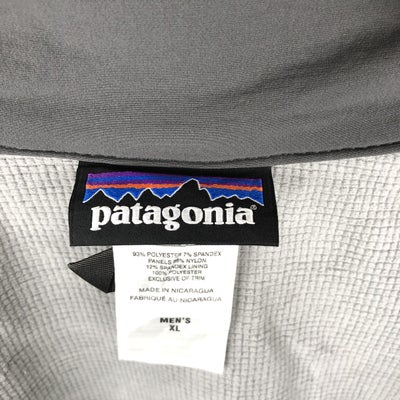 patagonia
93% POLYESTER 7% SPANDEX
PANELS 88% NYLON
12% SPANDEX LINING
100% POLYESTER
EXCLUSIVE OF TRIM
MADE IN NICARAGUA
FABRIQUÉ AU NICARAGUA
MEN'S
XL